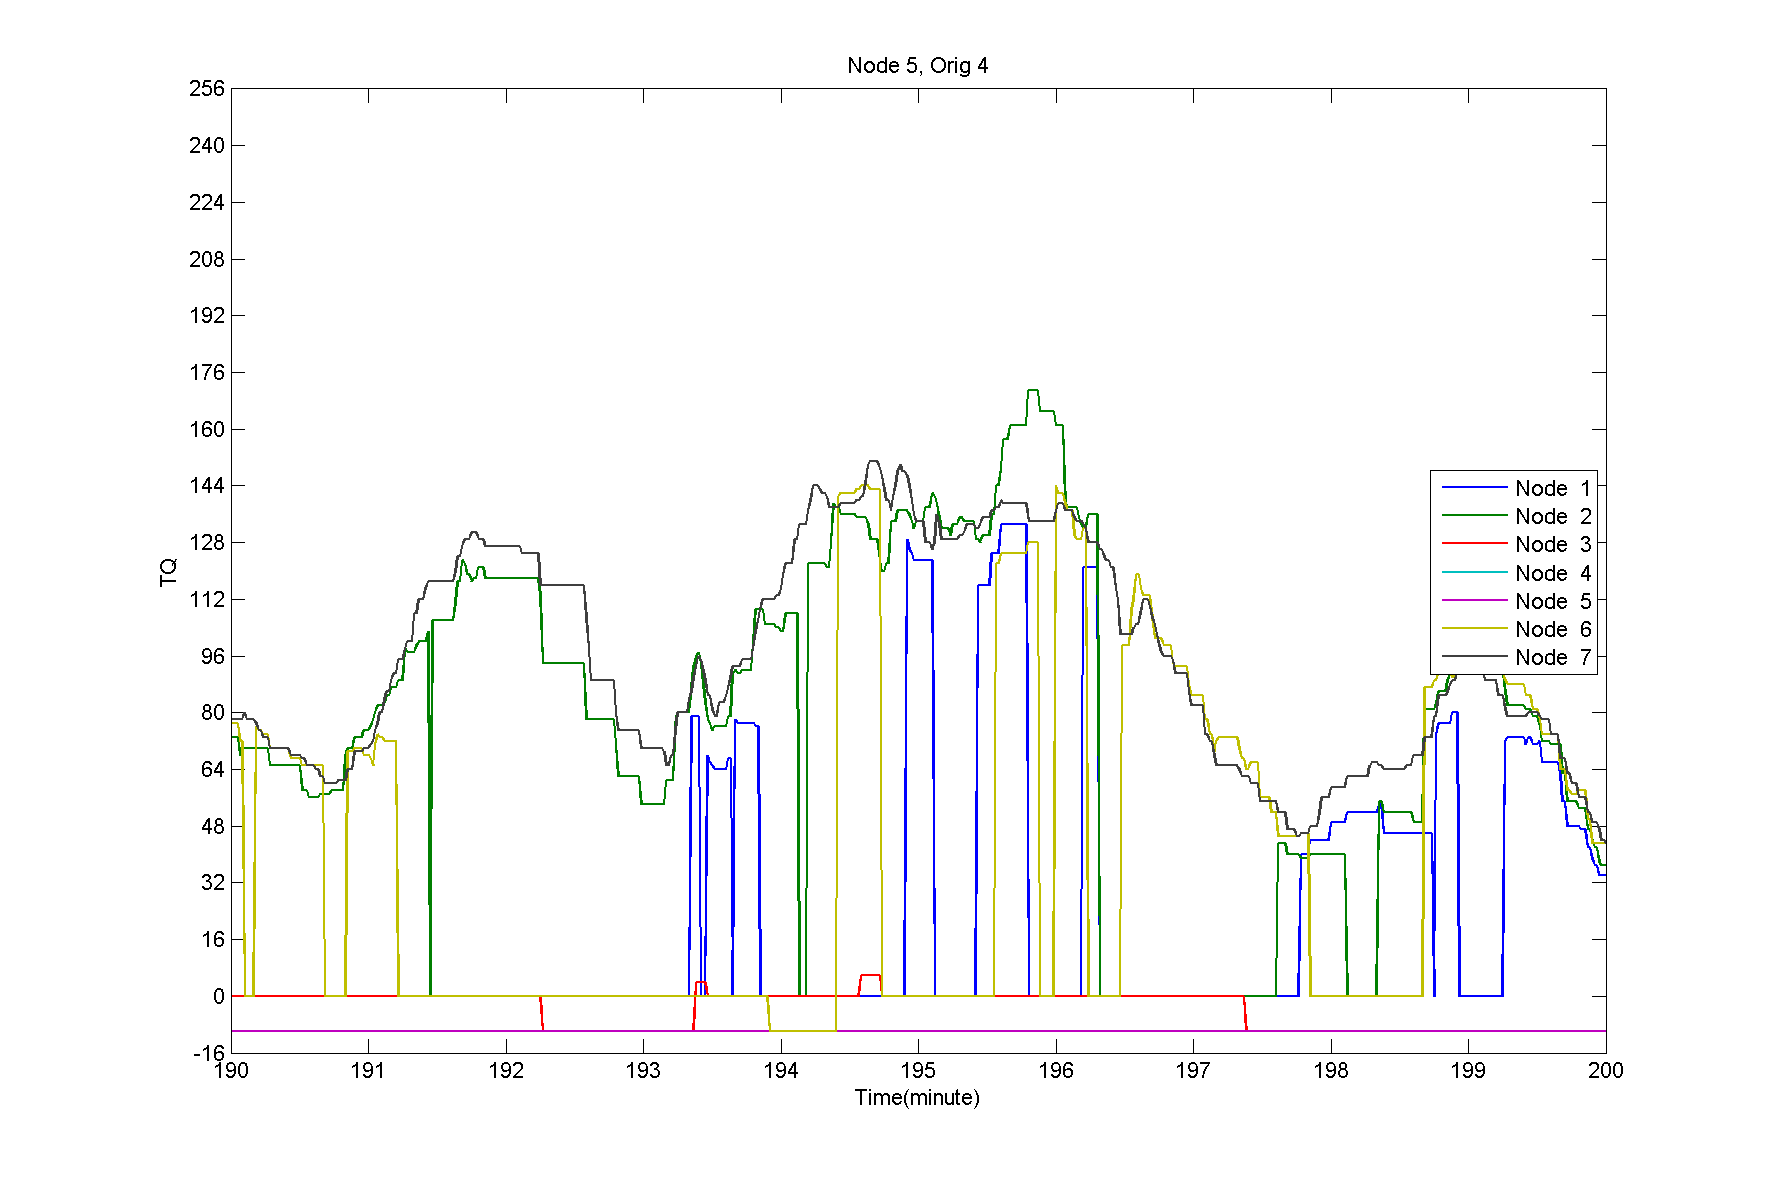 Node 5, Orig 4
256
240
224
208
192
176
160
144
128
112
96
80
64
48
32
16
0
-16
TQ
190 191 192 193 194 195 196 197 198 199 200
Time(minute)
Node 1
Node 2
Node 3
Node 4
Node 5
Node 6
Node 7